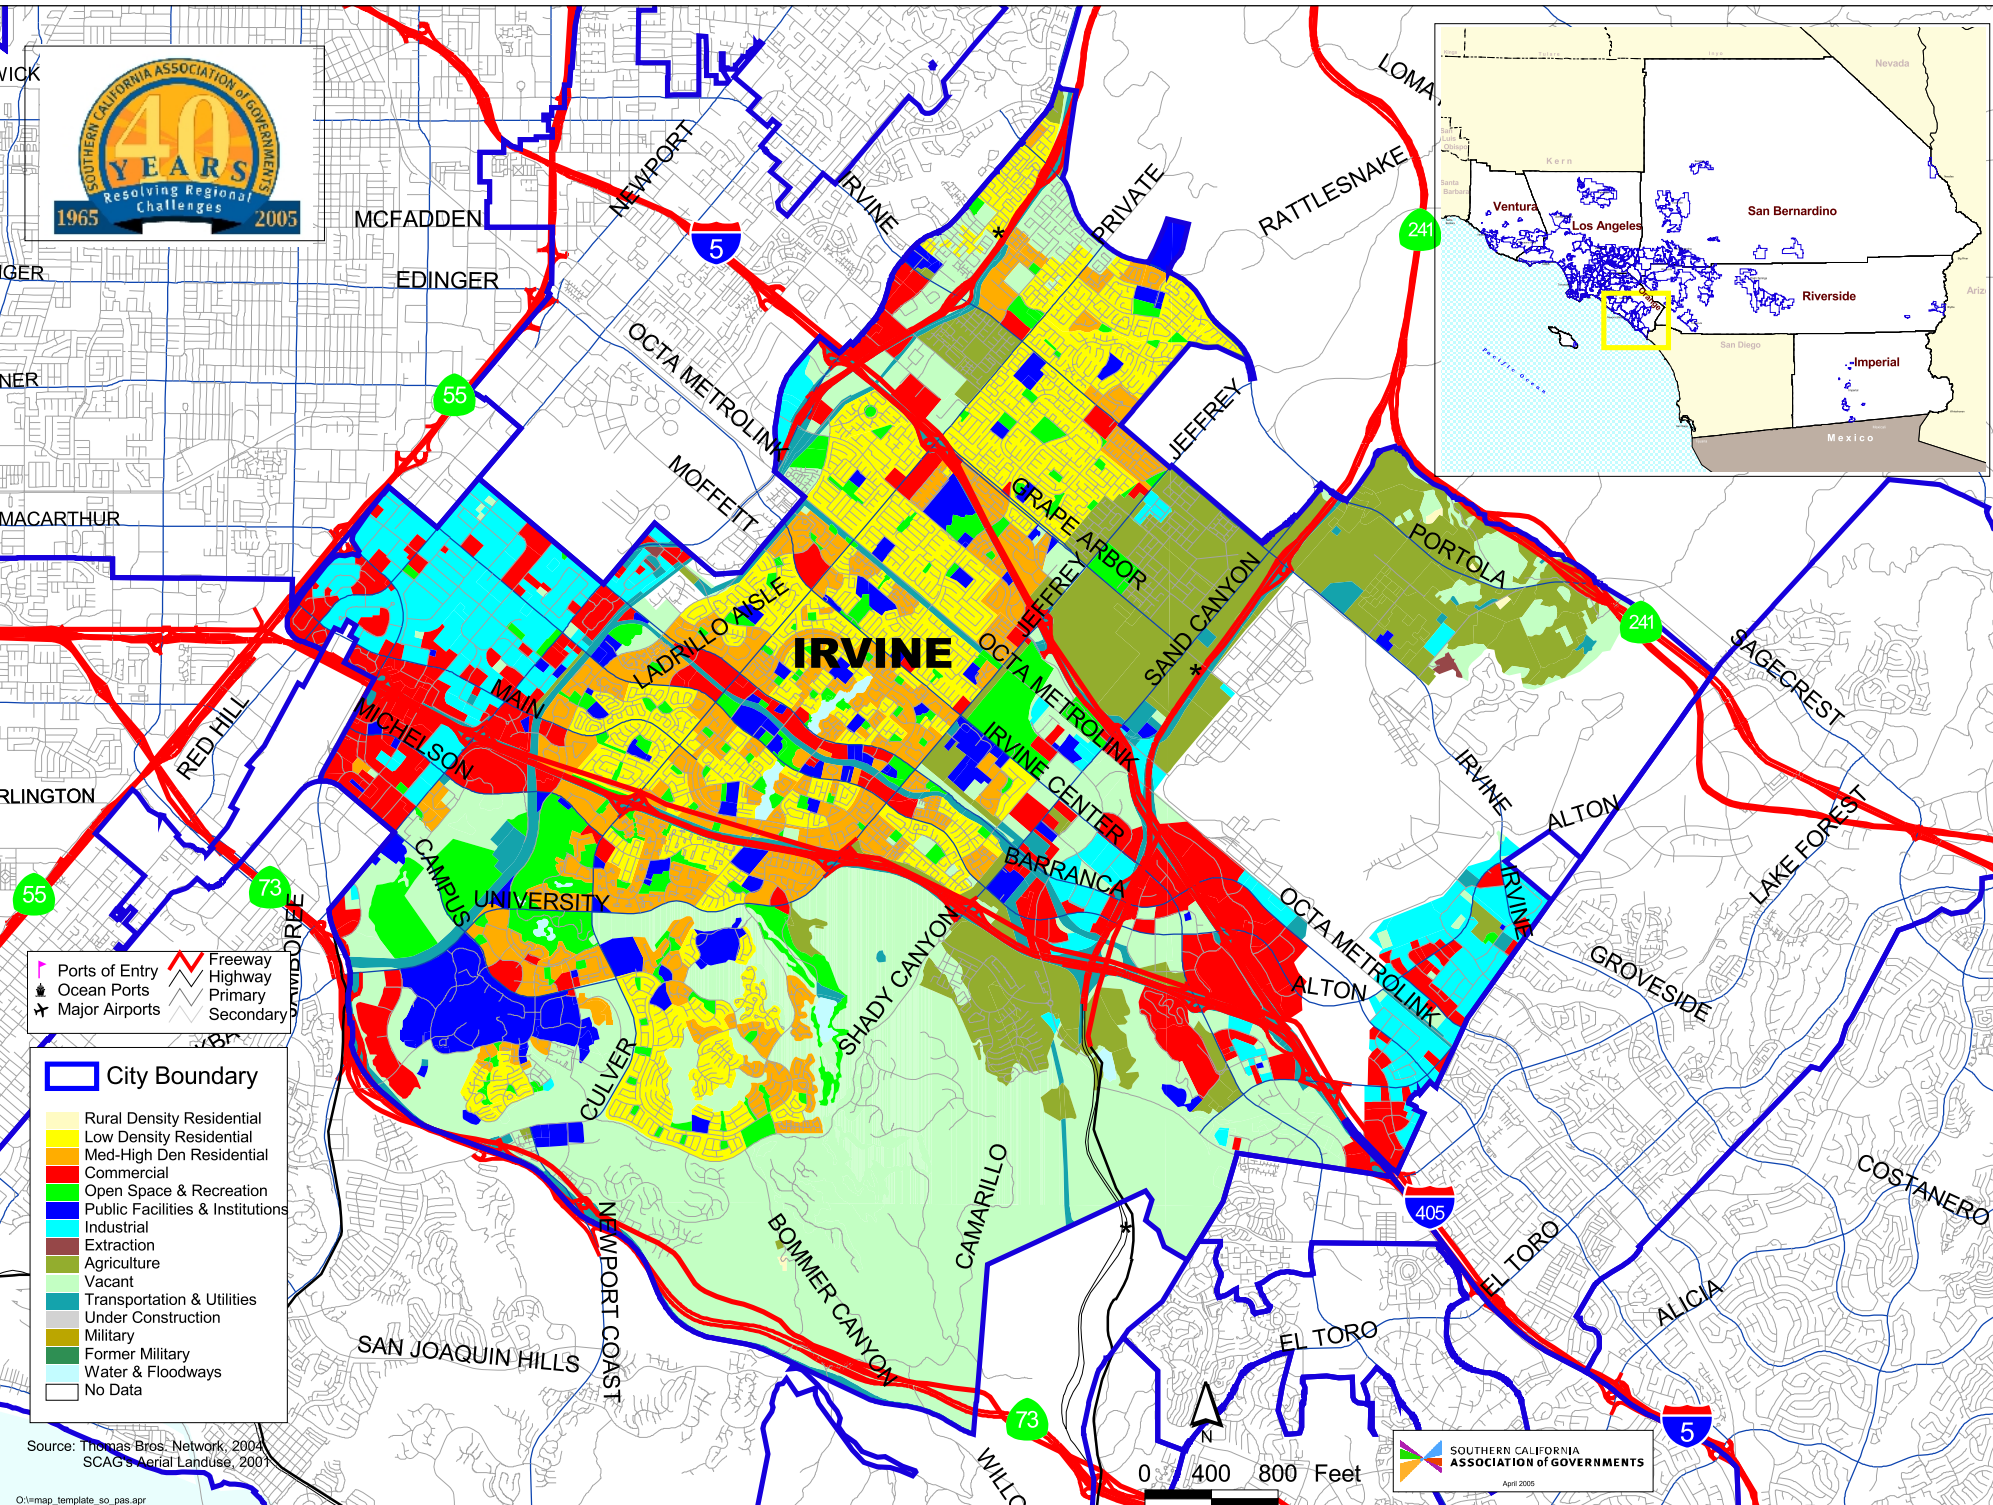 SOUTHERN CALIFORNIA ASSOCIATION of GOVERNMENTS
40
YEARS
Resolving Regional
Challenges
1965
2005
WICK
MCFADDEN
EDINGER
NER
MACARTHUR
RLINGTON
RED HILL
NEWPORT
IRVINE
5
PRIVATE
RATTLESNAKE
LOMA
241
55
OCTA METROLINK
MOFFETT
JEFFREY
GRAPE ARBOR
JEFFREY
SAND CANYON
PORTOLA
241
SAGECREST
LADRILLO AISLE
IRVINE
OCTA METROLINK
MAIN
MICHELSON
IRVINE CENTER
BARRANCA
IRVINE
ALTON
IRVINE
LAKE FOREST
CAMPUS
UNIVERSITY
SHADY CANYON
OCTA METROLINK
ALTON
GROVESIDE
55
73
CULVER
CAMARILLO
BOMMER CANYON
NEWPORT COAST
SAN JOAQUIN HILLS
73
405
EL TORO
EL TORO
ALICIA
COSTANERO
5
Nevada
Kern
Santa
San
Luis
Obispo
Ventura
Los Angeles
San Bernardino
Orange
Riverside
San Diego
Imperial
Mexico
Pacific Ocean
Ports of Entry
Ocean Ports
Major Airports
Freeway
Highway
Primary
Secondary
City Boundary
Rural Density Residential
Low Density Residential
Med-High Den Residential
Commercial
Open Space & Recreation
Public Facilities & Institutions
Industrial
Extraction
Agriculture
Vacant
Transportation & Utilities
Under Construction
Military
Former Military
Water & Floodways
No Data
Source: Thomas Bros. Network, 2004
SCAG's Aerial Landuse, 2001
O:\=map_template_so_pas.apr
N
0 400 800 Feet
SOUTHERN CALIFORNIA
ASSOCIATION of GOVERNMENTS
April 2005